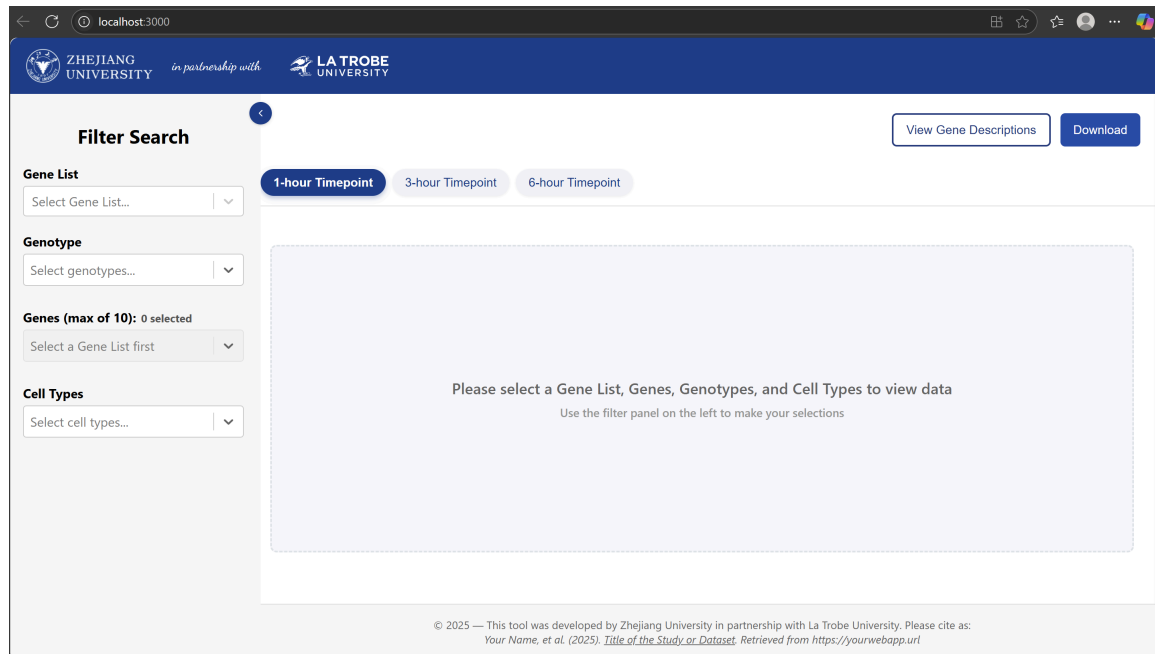 localhost:3000
ZHEJIANG
UNIVERSITY
in partnership with
LA TROBE
UNIVERSITY
Filter Search
Gene List
Select Gene List...
Genotype
Select genotypes...
Genes (max of 10): 0 selected
Select a Gene List first
Cell Types
Select cell types...
View Gene Descriptions
Download
1-hour Timepoint
3-hour Timepoint
6-hour Timepoint
Please select a Gene List, Genes, Genotypes, and Cell Types to view data
Use the filter panel on the left to make your selections
© 2025 — This tool was developed by Zhejiang University in partnership with La Trobe University. Please cite as:
Your Name, et al. (2025). Title of the Study or Dataset. Retrieved from https://yourwebapp.url